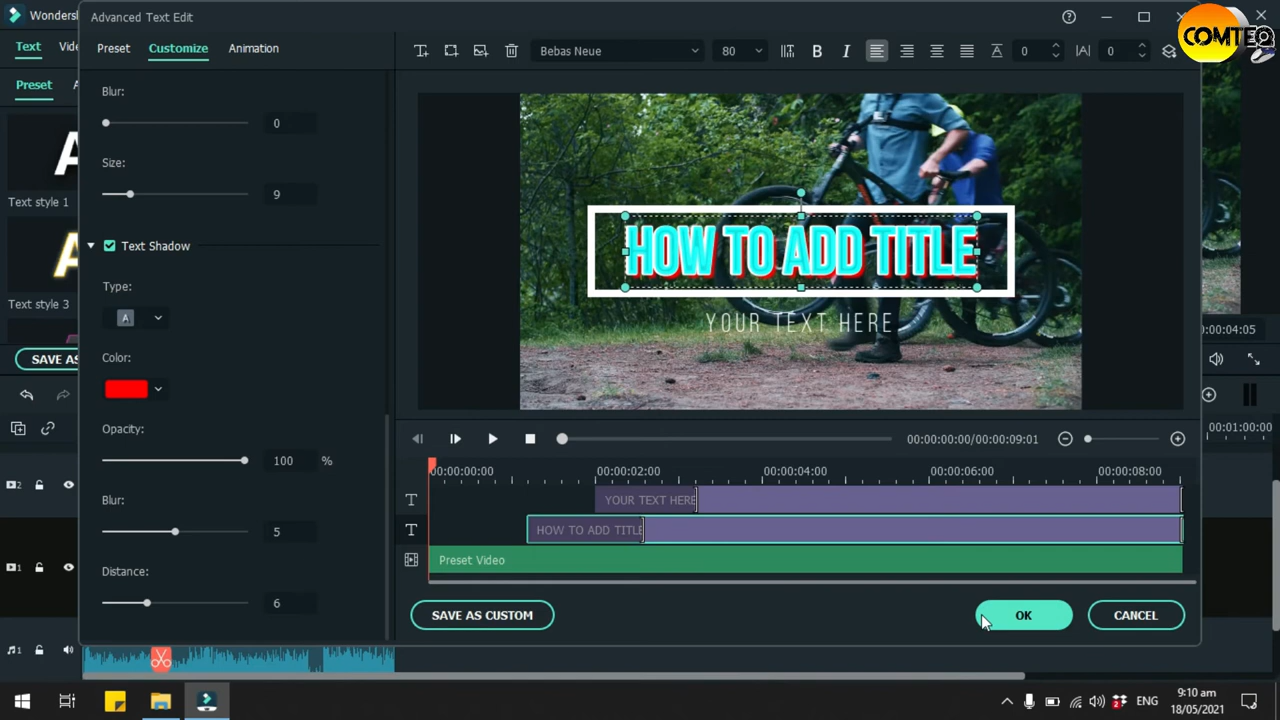 Wondersh
Advanced Text Edit
COMTEQ
Text
Vide
Preset
Customize
Animation
Bebas Neue
80
B
I
0
0
Preset
A
Blur:
0
Size:
9
Text style 1
Text Shadow
HOW TO ADD TITLE
Type:
A
Text style 3
YOUR TEXT HERE
0:00:04:05
SAVE AS
Color:
Opacity:
100 %
00:00:00:00/00:00:09:01
00:01:00:00
00:00:00:00
00:00:02:00
00:00:04:00
00:00:06:00
00:00:08:00
2
Blur:
5
T
YOUR TEXT HERE
T
HOW TO ADD TITLE
Preset Video
1
Distance:
6
SAVE AS CUSTOM
OK
CANCEL
1
ENG
9:10 am
18/05/2021